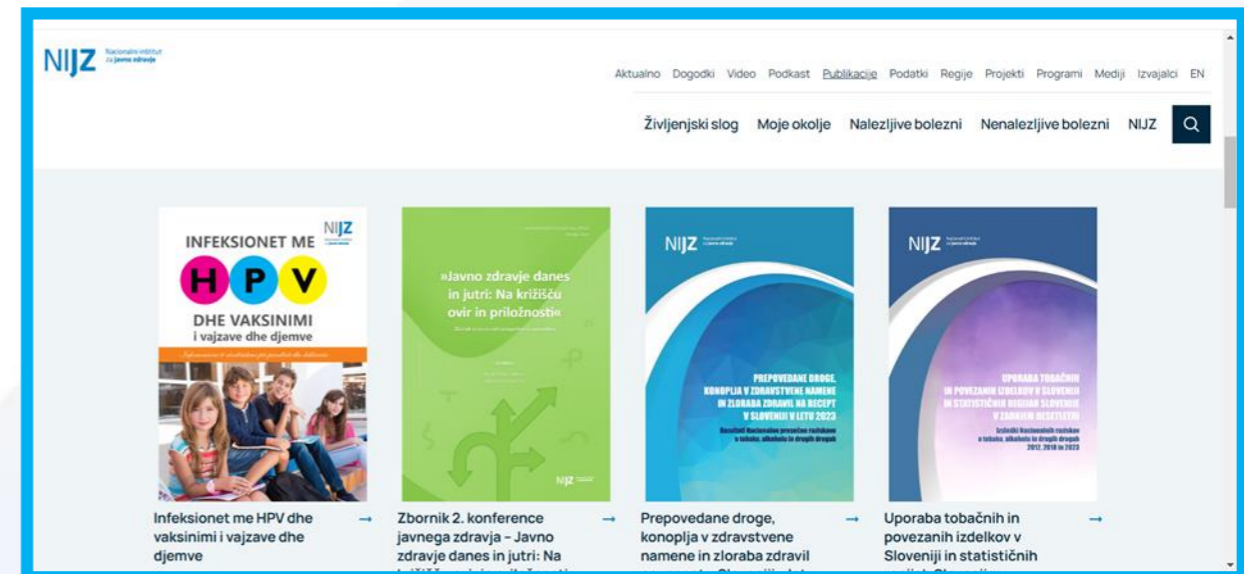 NIJZ Nacionalni inštitut
za javno zdravje
Aktualno Dogodki Video Podkast Publikacije Podatki Regije Projekti Programi Mediji Izvajalci EN
Življenjski slog Moje okolje Nalezljive bolezni Nenalezljive bolezni NIJZ
NIJZ
INFEKSIONET ME
HPV
DHE VAKSINIMI
i vajzave dhe djemve
»Javno zdravje danes
in jutri: Na križišču
ovir in priložnosti«
NIJZ
NIJZ
PREPOVEDANE DROGE,
KONOPLJA V ZDRAVSTVENE NAMENE
IN ZLORABA ZDRAVIL NA RECEPT
V SLOVENIJI V LETU 2023
Rezultati Nacionalne presečne raziskave
o tobaku, alkoholu in drugih drogah
NIJZ
UPORABA TOBAČNIH
IN POVEZANIH IZDELKOV V SLOVENIJI
IN STATISTIČNIH REGIJAH SLOVENIJE
V ZADNJEM DESETLETJU
Izsledki Nacionalnih raziskav
o tobaku, alkoholu in drugih drogah
2012, 2018 in 2023
Infeksionet me HPV dhe
vaksinimi i vajzave dhe
djemve
Zbornik 2. konference
javnega zdravja – Javno
zdravje danes in jutri: Na
Prepovedane droge,
konoplja v zdravstvene
namene in zloraba zdravil
Uporaba tobačnih in
povezanih izdelkov v
Sloveniji in statističnih